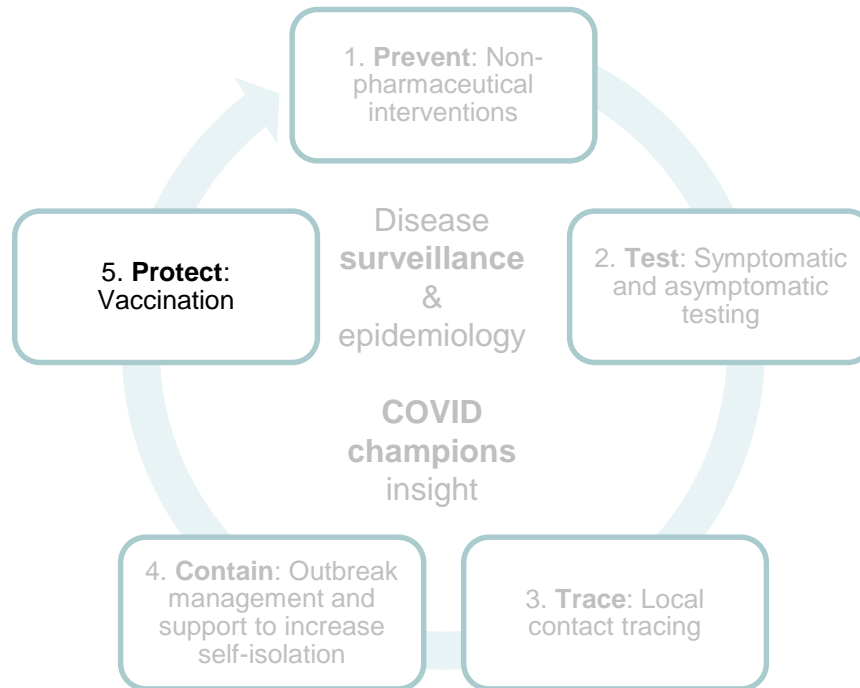 1. Prevent: Non-
pharmaceutical
interventions
2. Test: Symptomatic
and asymptomatic
testing
3. Trace: Local
contact tracing
4. Contain: Outbreak
management and
support to increase
self-isolation
5. Protect:
Vaccination
Disease
surveillance
&
epidemiology
COVID
champions
insight